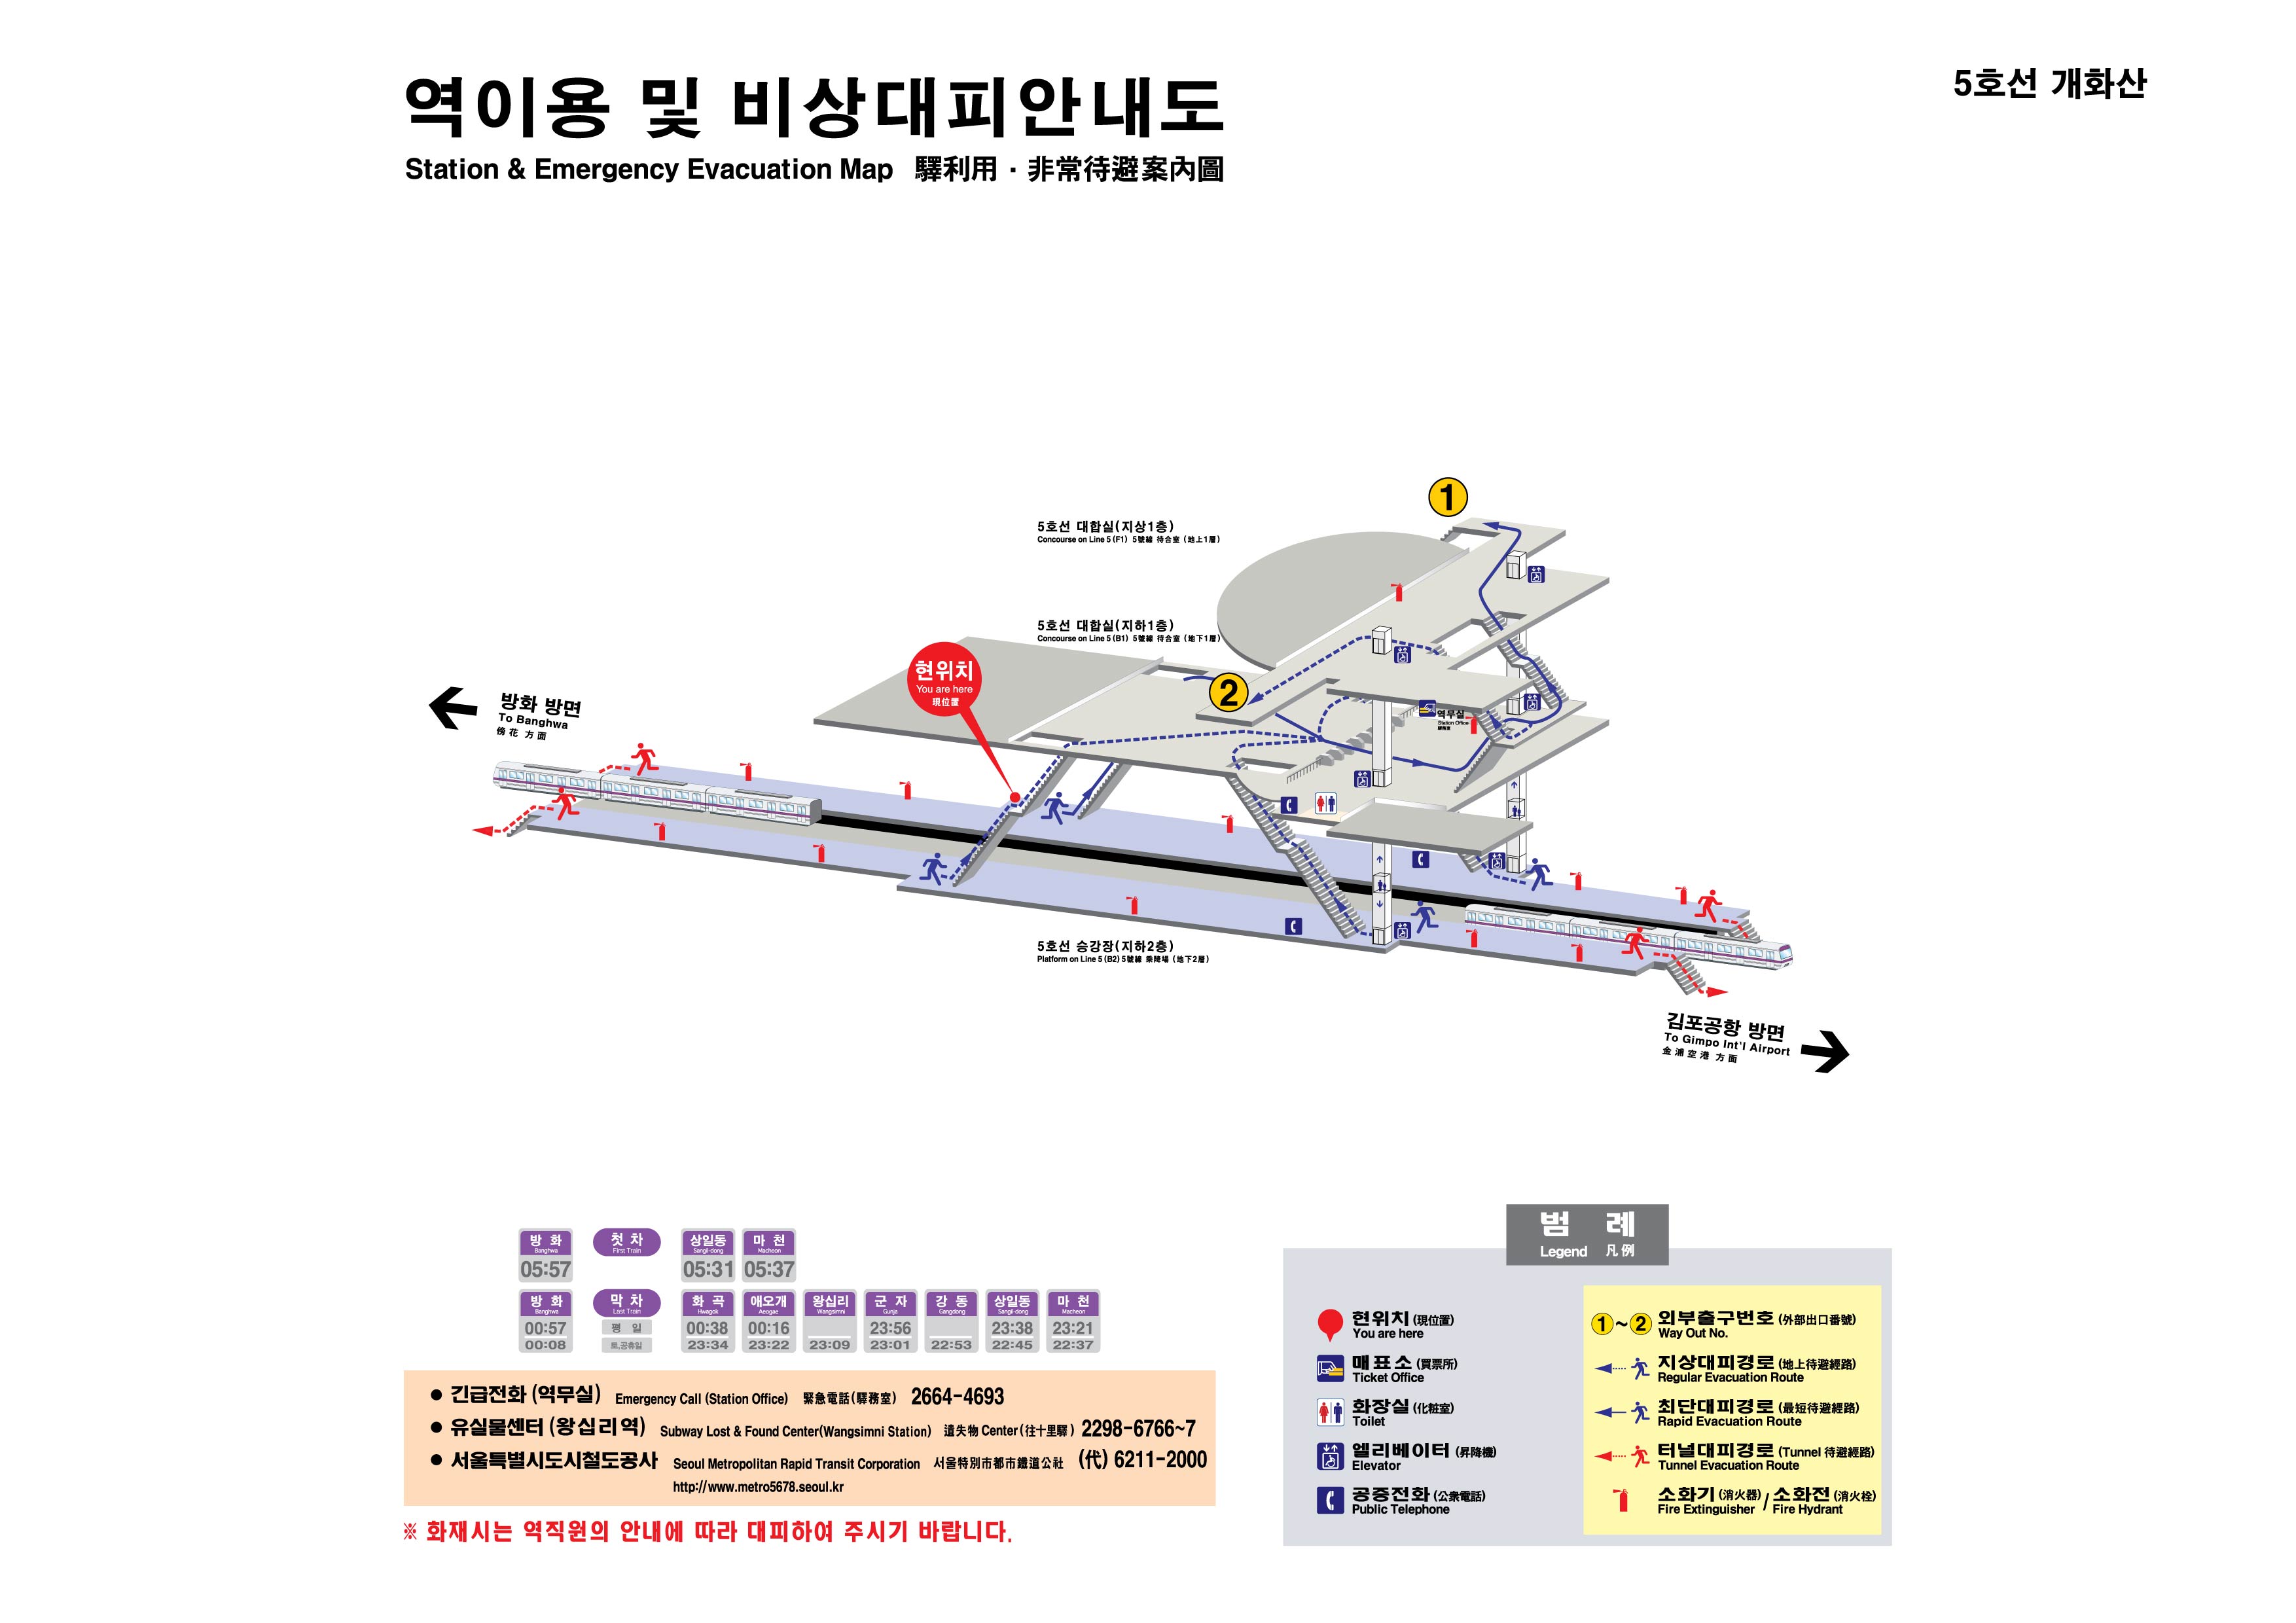 역이용 및 비상대피안내도
Station & Emergency Evacuation Map 驛利用 · 非常待避案內圖
5호선 개화산
1
5호선 대합실(지상1층)
Concourse on Line 5 (F1) 5號線 待合室 (地上1層)
5호선 대합실(지하1층)
Concourse on Line 5 (B1) 5號線 待合室 (地下1層)
현위치
You are here
現位置
2
역무실
Station Office
驛務室
방화 방면
To Banghwa
傍花 方面
5호선 승강장(지하2층)
Platform on Line 5 (B2) 5號線 乘降場 (地下2層)
김포공항 방면
To Gimpo Int'l Airport
金浦空港 方面
방 화 첫 차 상일동 마 천
Banghwa First Train Sangil-dong Macheon
05:57 05:31 05:37
방 화 막 차 화 곡 애오개 왕십리 군 자 강 동 상일동 마 천
Banghwa Last Train Hwagok Aeogae Wangsimni Gunja Gangdong Sangil-dong Macheon
00:57 평 일 00:38 00:16 23:56 23:38 23:21
00:08 토,공휴일 23:34 23:22 23:09 23:01 22:53 22:45 22:37
● 긴급전화 (역무실) Emergency Call (Station Office) 緊急電話 (驛務室) 2664-4693
● 유실물센터 (왕십리역) Subway Lost & Found Center(Wangsimni Station) 遺失物 Center (往十里驛) 2298-6766~7
● 서울특별시도시철도공사 Seoul Metropolitan Rapid Transit Corporation 서울特別市都市鐵道公社 (代) 6211-2000
http://www.metro5678.seoul.kr
※ 화재시는 역직원의 안내에 따라 대피하여 주시기 바랍니다.
범 례
Legend 凡例
현위치 (現位置)
You are here
매표소 (買票所)
Ticket Office
화장실 (化粧室)
Toilet
엘리베이터 (昇降機)
Elevator
공중전화 (公衆電話)
Public Telephone
1~2 외부출구번호 (外部出口番號)
Way Out No.
지상대피경로 (地上待避經路)
Regular Evacuation Route
최단대피경로 (最短待避經路)
Rapid Evacuation Route
터널대피경로 (Tunnel 待避經路)
Tunnel Evacuation Route
소화기 (消火器) / 소화전 (消火栓)
Fire Extinguisher / Fire Hydrant